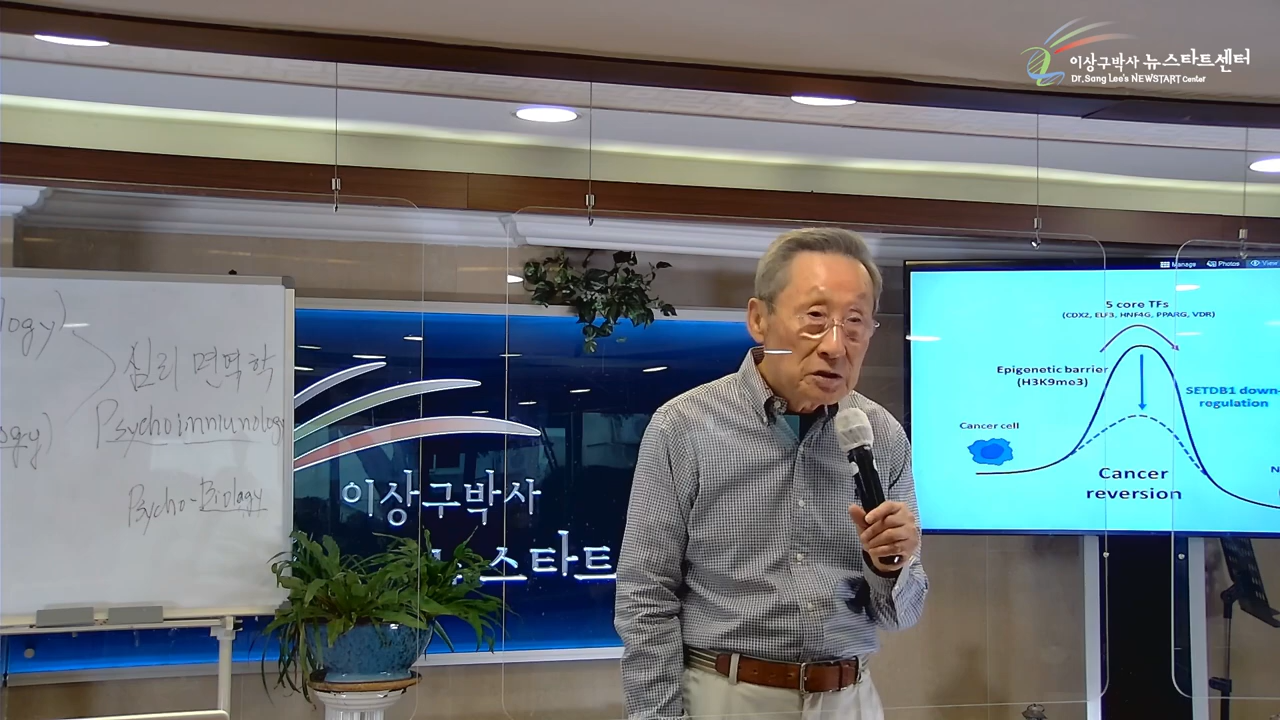 이상구박사 뉴스타트센터
Dr. Sang Lee's NEWSTART Center
logy)
심리 면역학
Psychoimmunology
ogy)
Psycho-Biology
이상구박사
뉴스타트
Manage Photos View
5 core TFs
(CDX2, ELF3, HNF4G, PPARG, VDR)
Epigenetic barrier
(H3K9me3)
SETDB1 down-
regulation
Cancer cell
Cancer
reversion
N